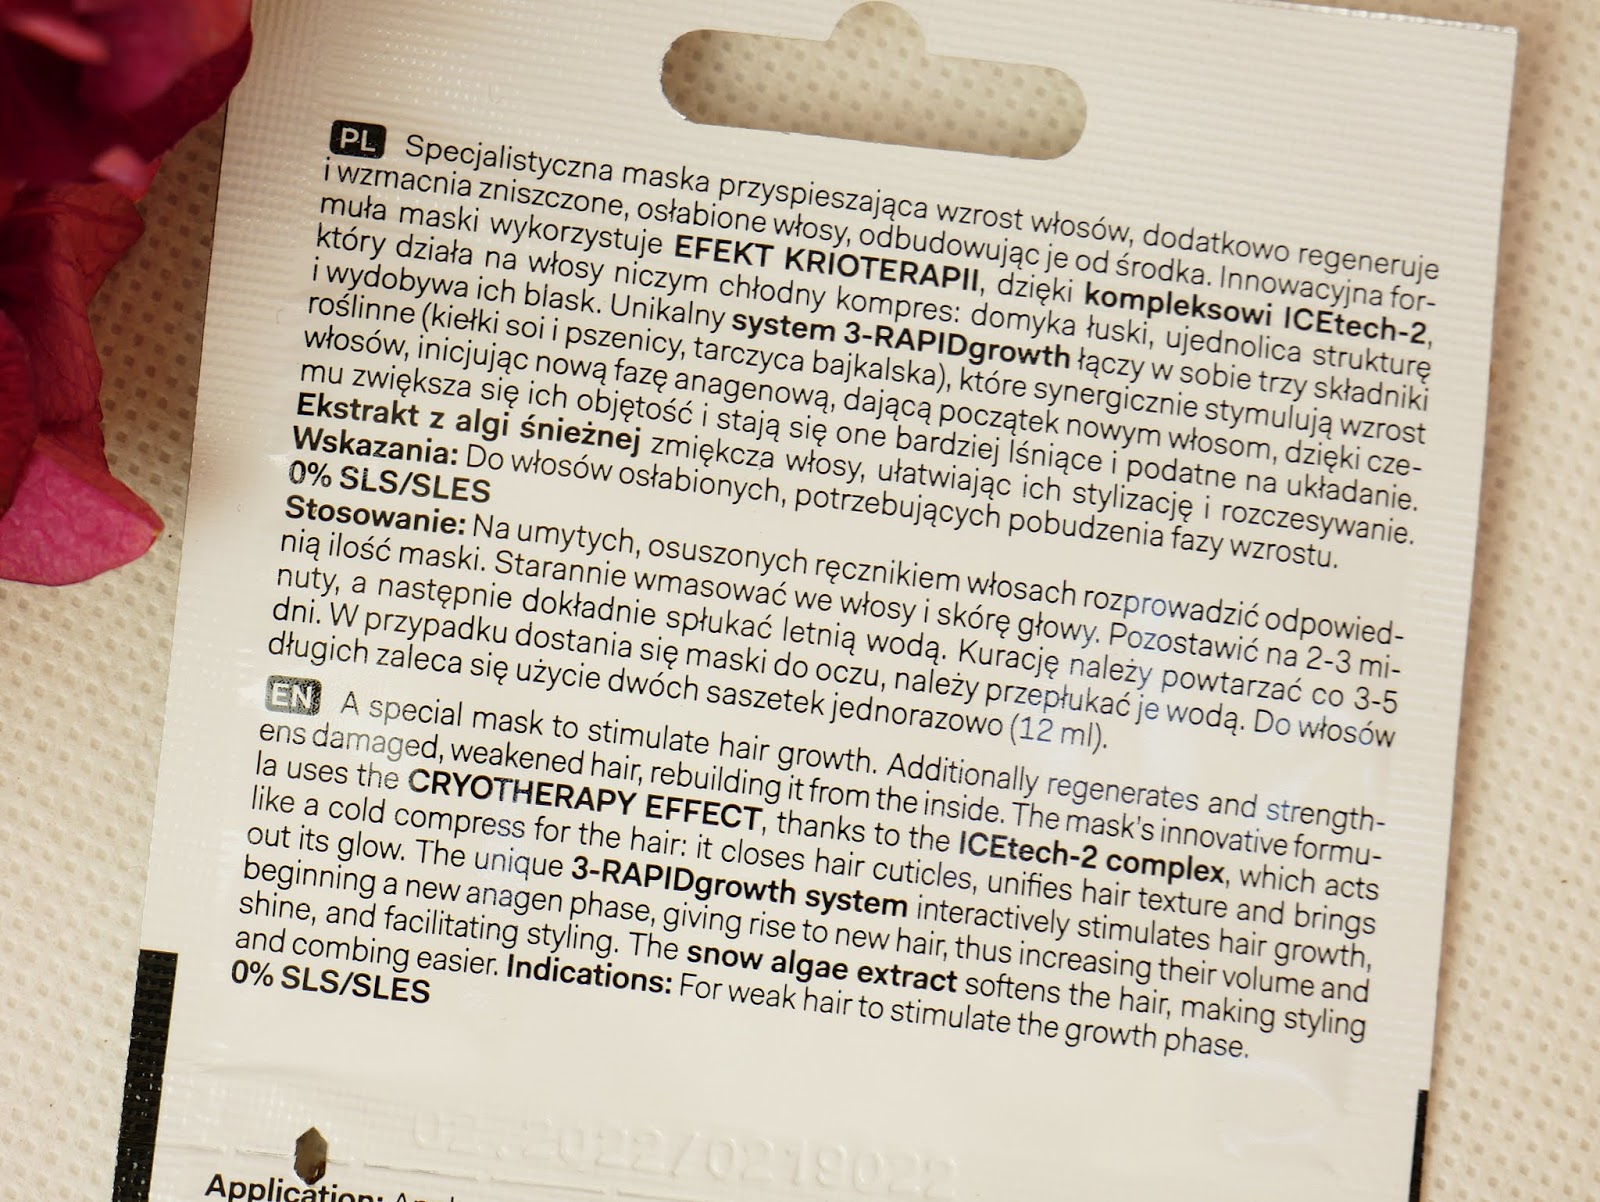 PL Specjalistyczna maska przyspieszająca wzrost włosów, dodatkowo regeneruje
i wzmacnia zniszczone, osłabione włosy, odbudowując je od środka. Innowacyjna for-
muła maski wykorzystuje EFEKT KRIOTERAPII, dzięki kompleksowi ICEtech-2,
który działa na włosy niczym chłodny kompres: domyka łuski, ujednolica strukturę
i wydobywa ich blask. Unikalny system 3-RAPIDgrowth łączy w sobie trzy składniki
roślinne (kiełki soi i pszenicy, tarczyca bajkalska), które synergicznie stymulują wzrost
włosów, inicjując nową fazę anagenową, dającą początek nowym włosom, dzięki cze-
mu zwiększa się ich objętość i stają się one bardziej lśniące i podatne na układanie.
Ekstrakt z algi śnieżnej zmiękcza włosy, ułatwiając ich stylizację i rozczesywanie.
Wskazania: Do włosów osłabionych, potrzebujących pobudzenia fazy wzrostu.
0% SLS/SLES
Stosowanie: Na umytych, osuszonych ręcznikiem włosach rozprowadzić odpowied-
nią ilość maski. Starannie wmasować we włosy i skórę głowy. Pozostawić na 2-3 mi-
nuty, a następnie dokładnie spłukać letnią wodą. Kurację należy powtarzać co 3-5
dni. W przypadku dostania się maski do oczu, należy przepłukać je wodą. Do włosów
długich zaleca się użycie dwóch saszetek jednorazowo (12 ml).
EN A special mask to stimulate hair growth. Additionally regenerates and strength-
ens damaged, weakened hair, rebuilding it from the inside. The mask's innovative formu-
la uses the CRYOTHERAPY EFFECT, thanks to the ICEtech-2 complex, which acts
like a cold compress for the hair: it closes hair cuticles, unifies hair texture and brings
out its glow. The unique 3-RAPIDgrowth system interactively stimulates hair growth,
beginning a new anagen phase, giving rise to new hair, thus increasing their volume and
shine, and facilitating styling. The snow algae extract softens the hair, making styling
and combing easier. Indications: For weak hair to stimulate the growth phase.
0% SLS/SLES
02.2022/0219022
Application: